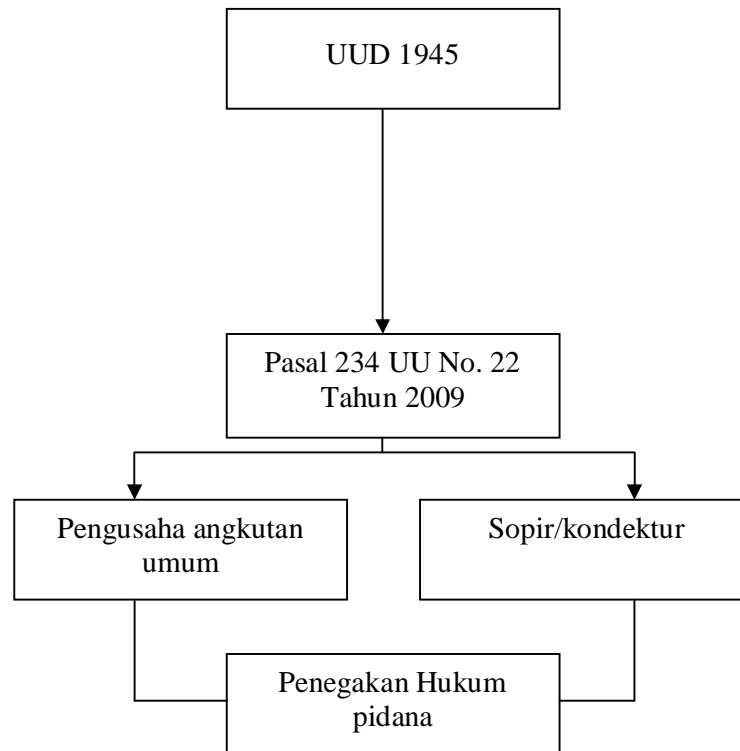 UUD 1945
Pasal 234 UU No. 22
Tahun 2009
Pengusaha angkutan
umum
Sopir/kondektur
Penegakan Hukum
pidana